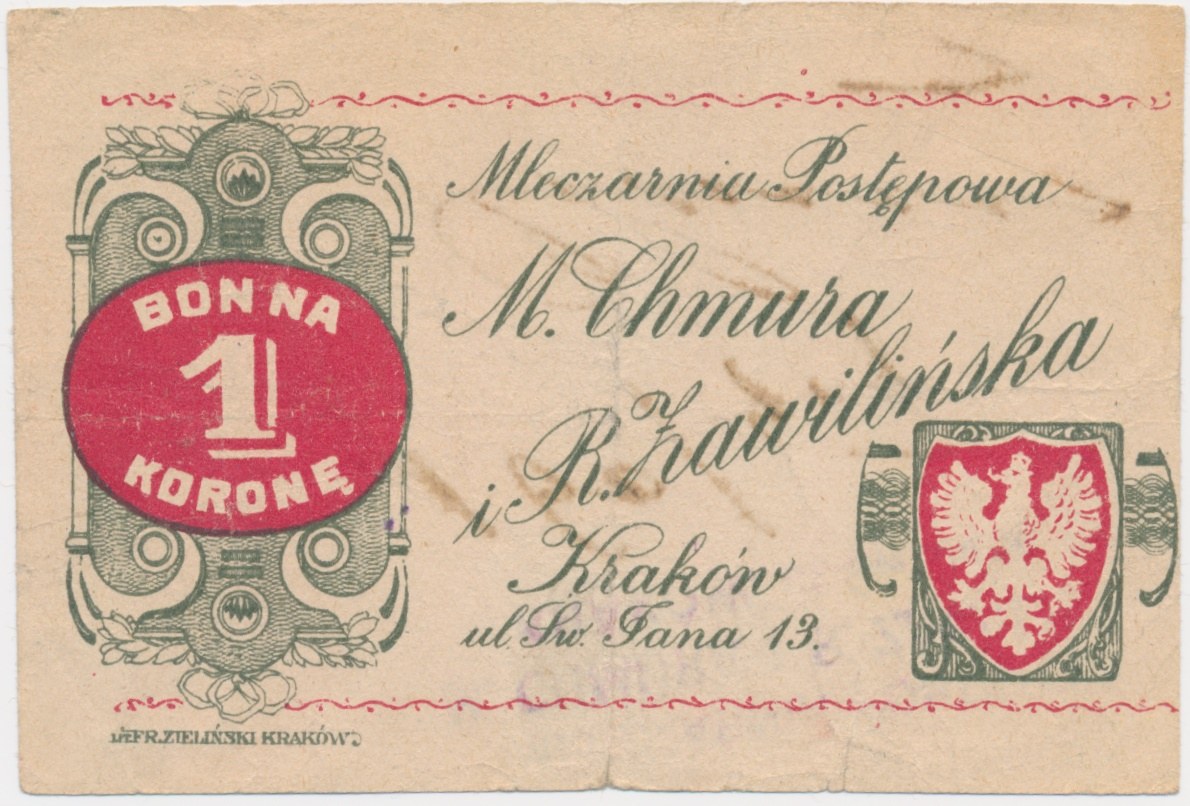 BON NA
1
KORONĘ
Mleczarnia Postępowa
M. Chmura
i R. Zawilińska
Kraków
ul. Św. Jana 13.
FR. ZIELIŃSKI KRAKÓW